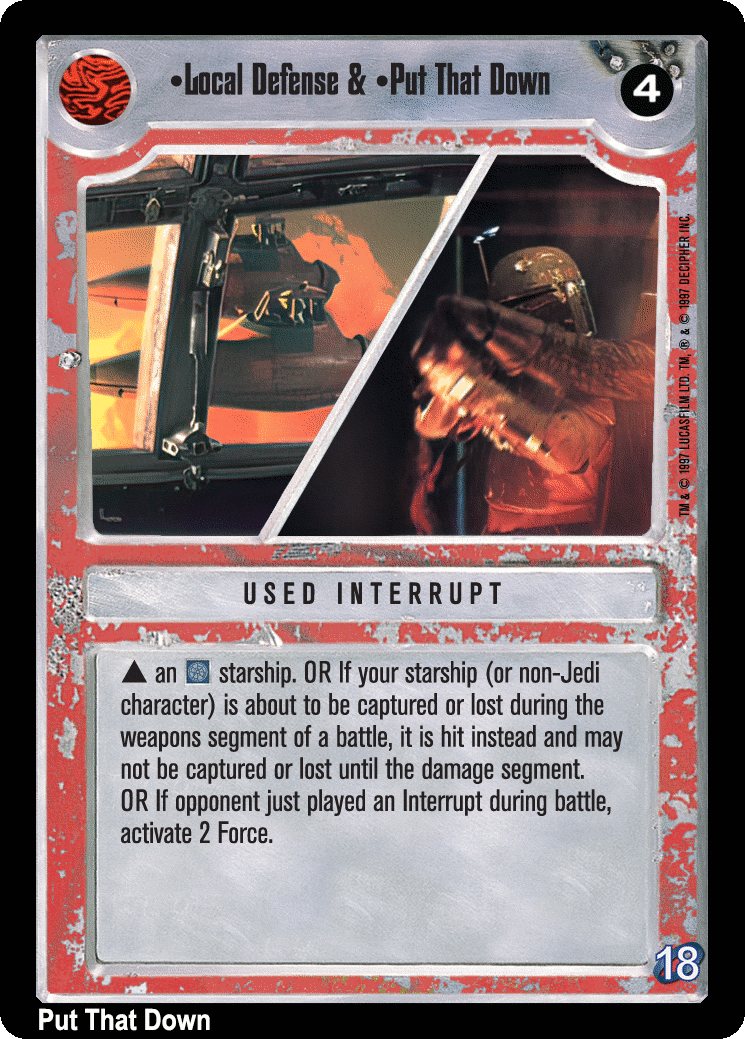 •Local Defense & •Put That Down
4
TM & © 1997 LUCASFILM LTD. TM, ® & © 1997 DECIPHER INC.
USED INTERRUPT
▲ an starship. OR If your starship (or non-Jedi
character) is about to be captured or lost during the
weapons segment of a battle, it is hit instead and may
not be captured or lost until the damage segment.
OR If opponent just played an Interrupt during battle,
activate 2 Force.
18
Put That Down